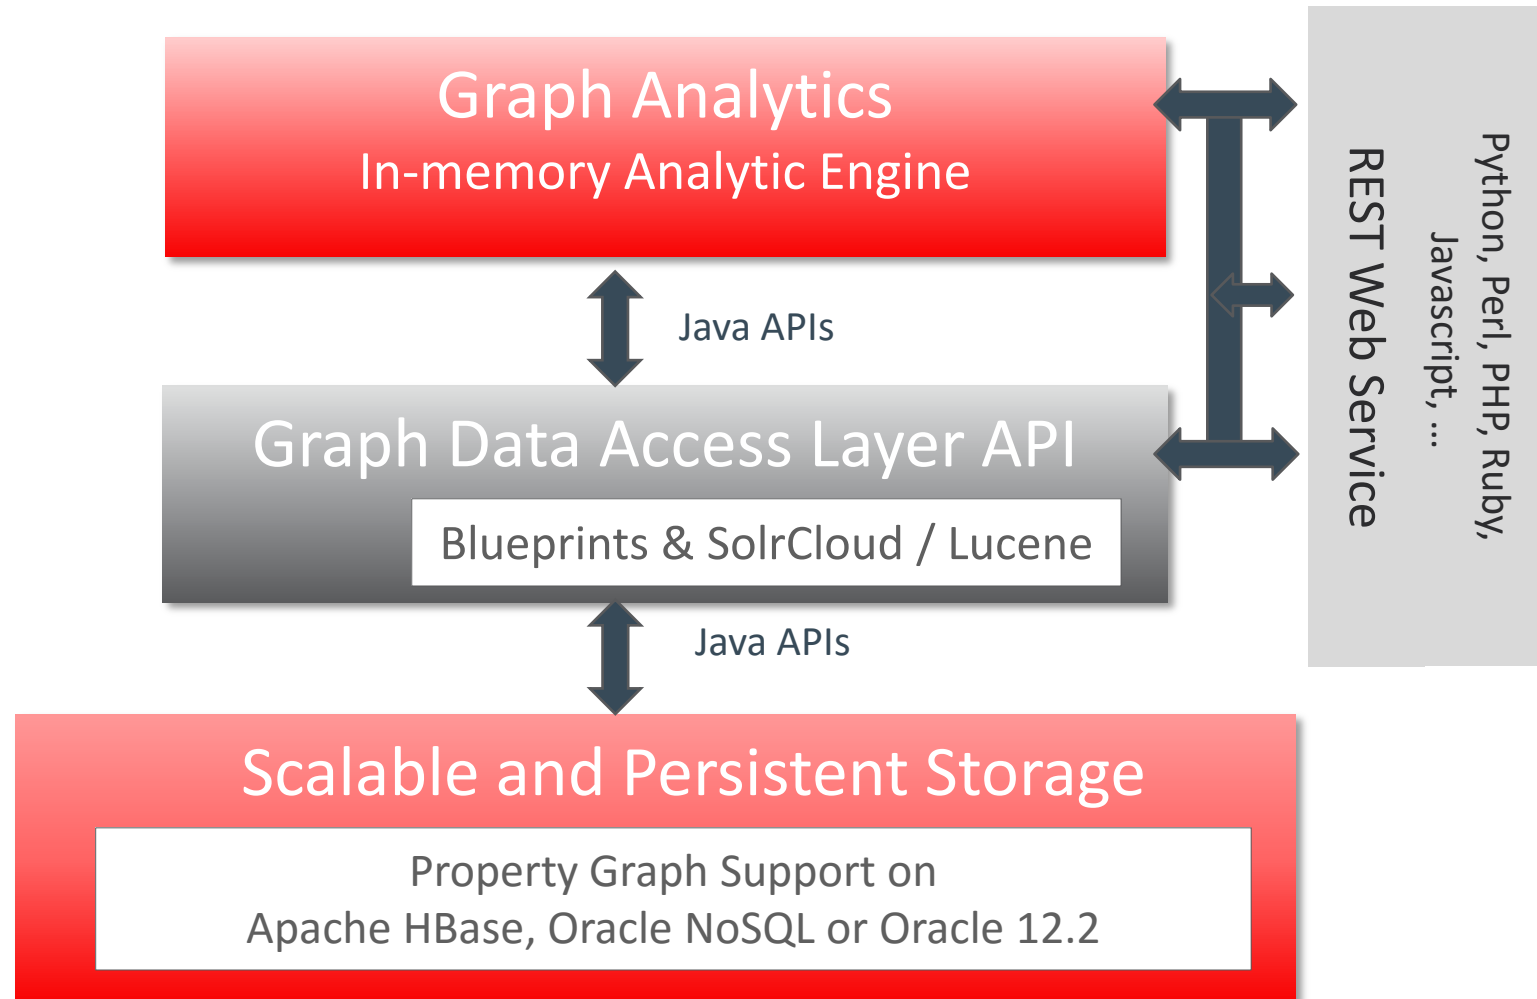 Graph Analytics
In-memory Analytic Engine
Java APIs
Graph Data Access Layer API
Blueprints & SolrCloud / Lucene
Java APIs
Scalable and Persistent Storage
Property Graph Support on
Apache HBase, Oracle NoSQL or Oracle 12.2
REST Web Service
Python, Perl, PHP, Ruby,
Javascript, ...